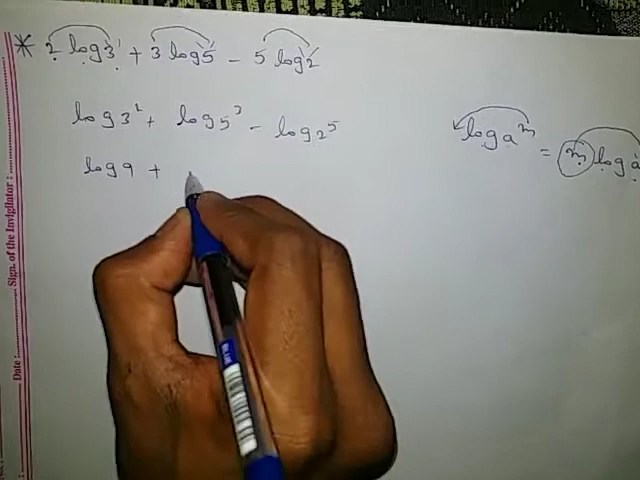 * 2 log 3 + 3 log 5 - 5 log 2
log 3² + log 5³ - log 2⁵
log aᵐ = m log a
log 9 +
Date :
Sign. of the Invigilator :